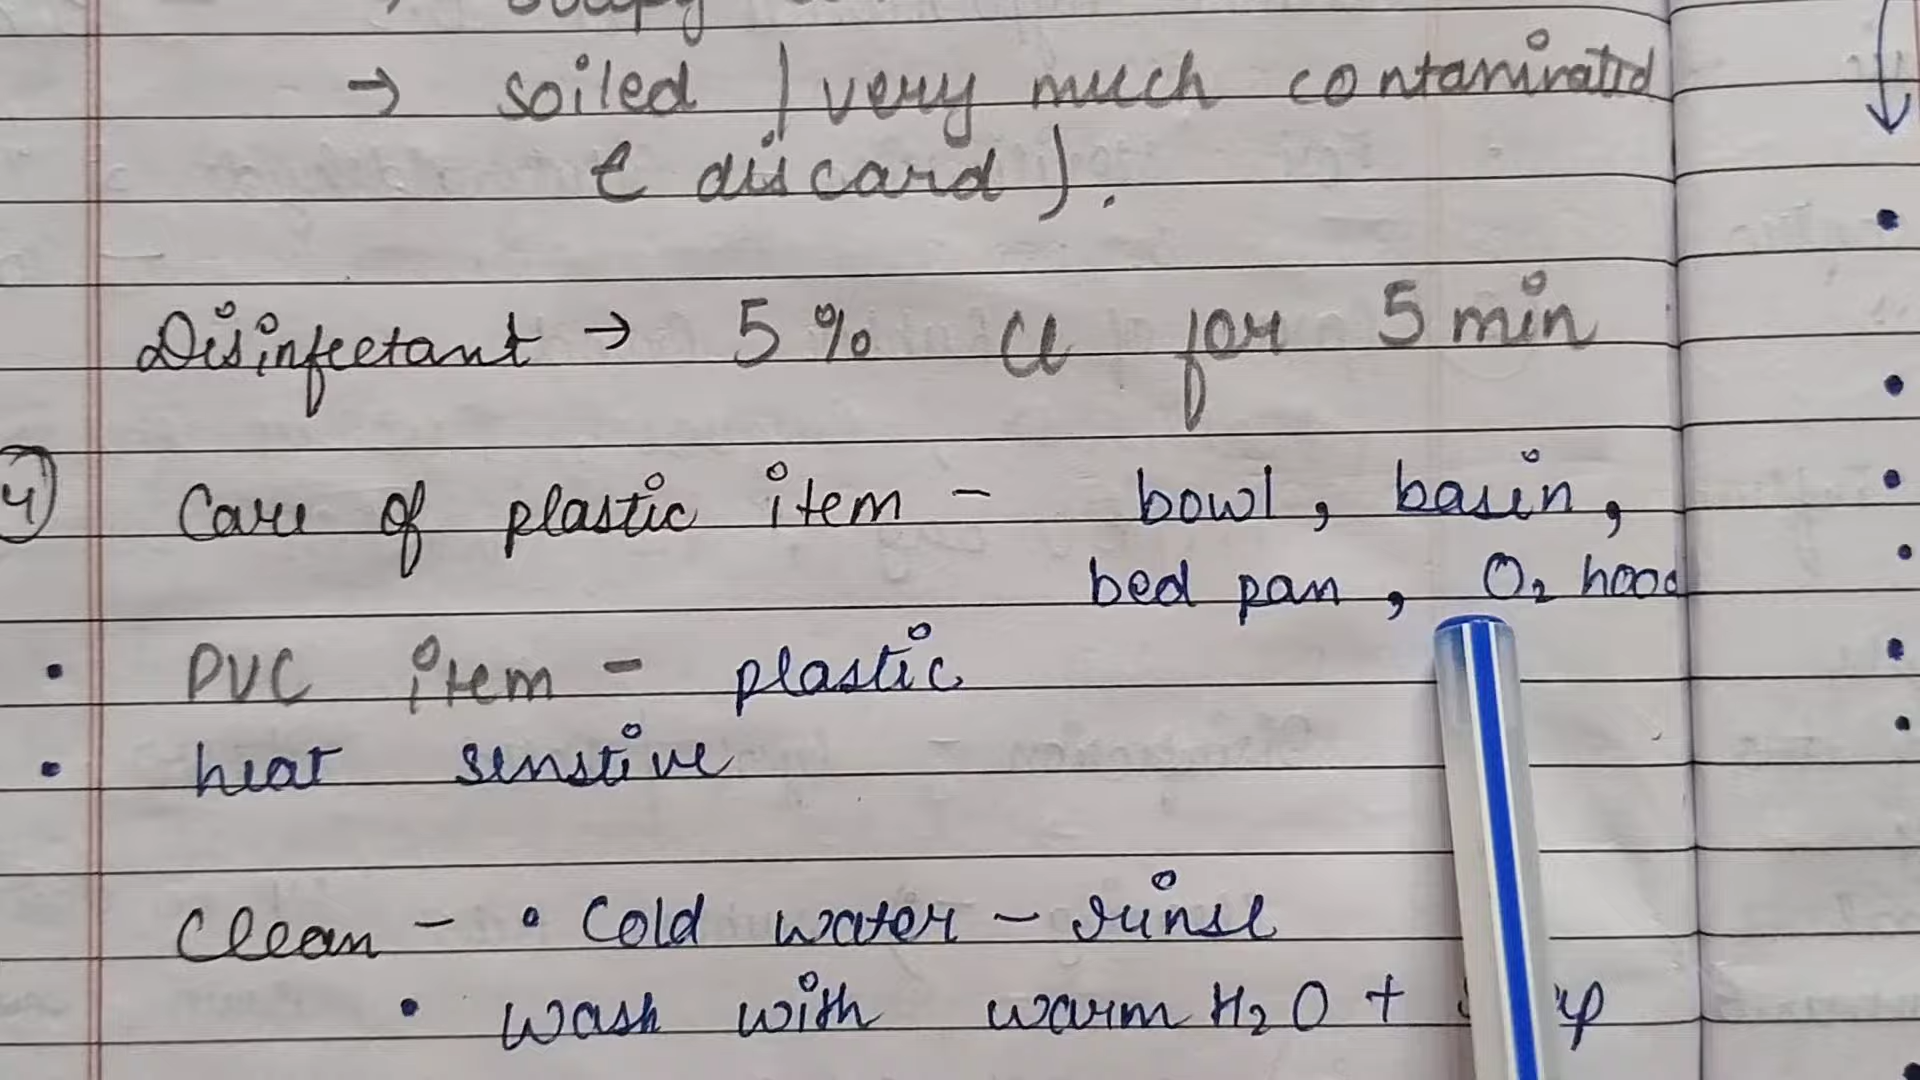 → soiled / very much contaminated
ē discard ).
Disinfectant → 5 % Cl for 5 min
4) Care of plastic item - bowl, basin,
bed pan, O₂ hood
• PVC item - plastic
• heat senstive
Clean - • Cold water - rinse
• wash with warm H₂O +